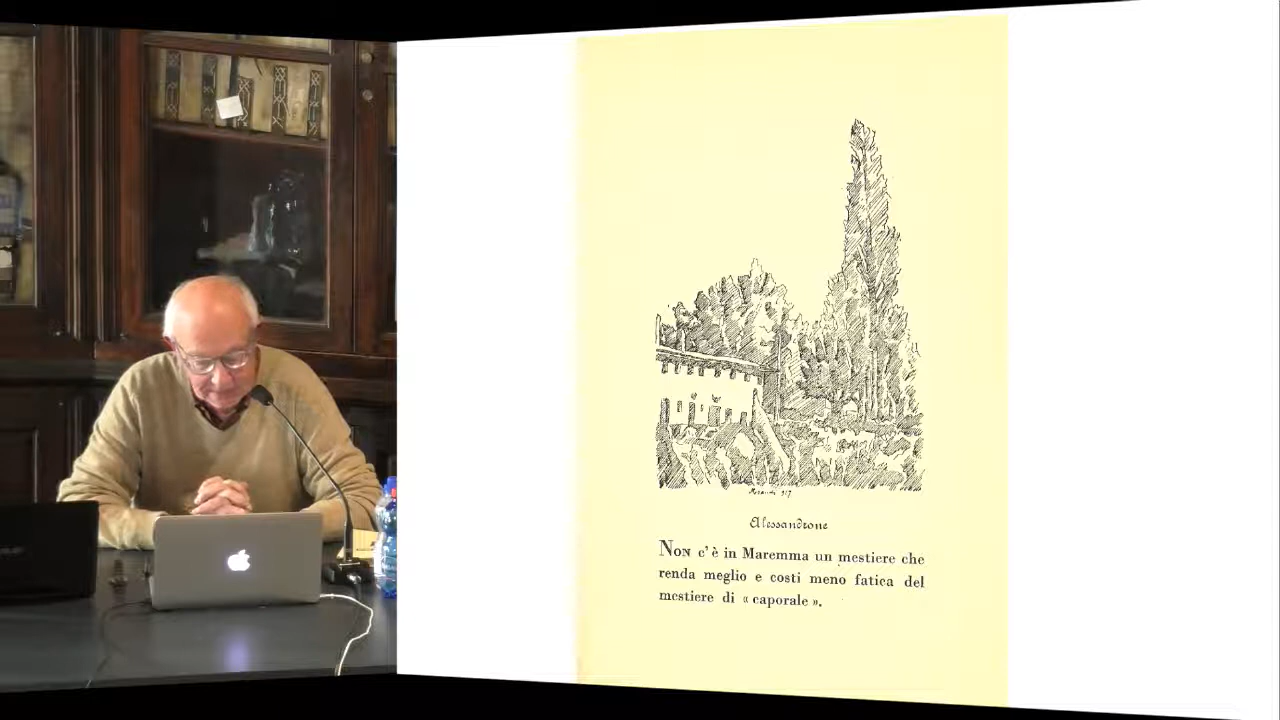 Alessandrone
Non c'è in Maremma un mestiere che
renda meglio e costi meno fatica del
mestiere di « caporale ».